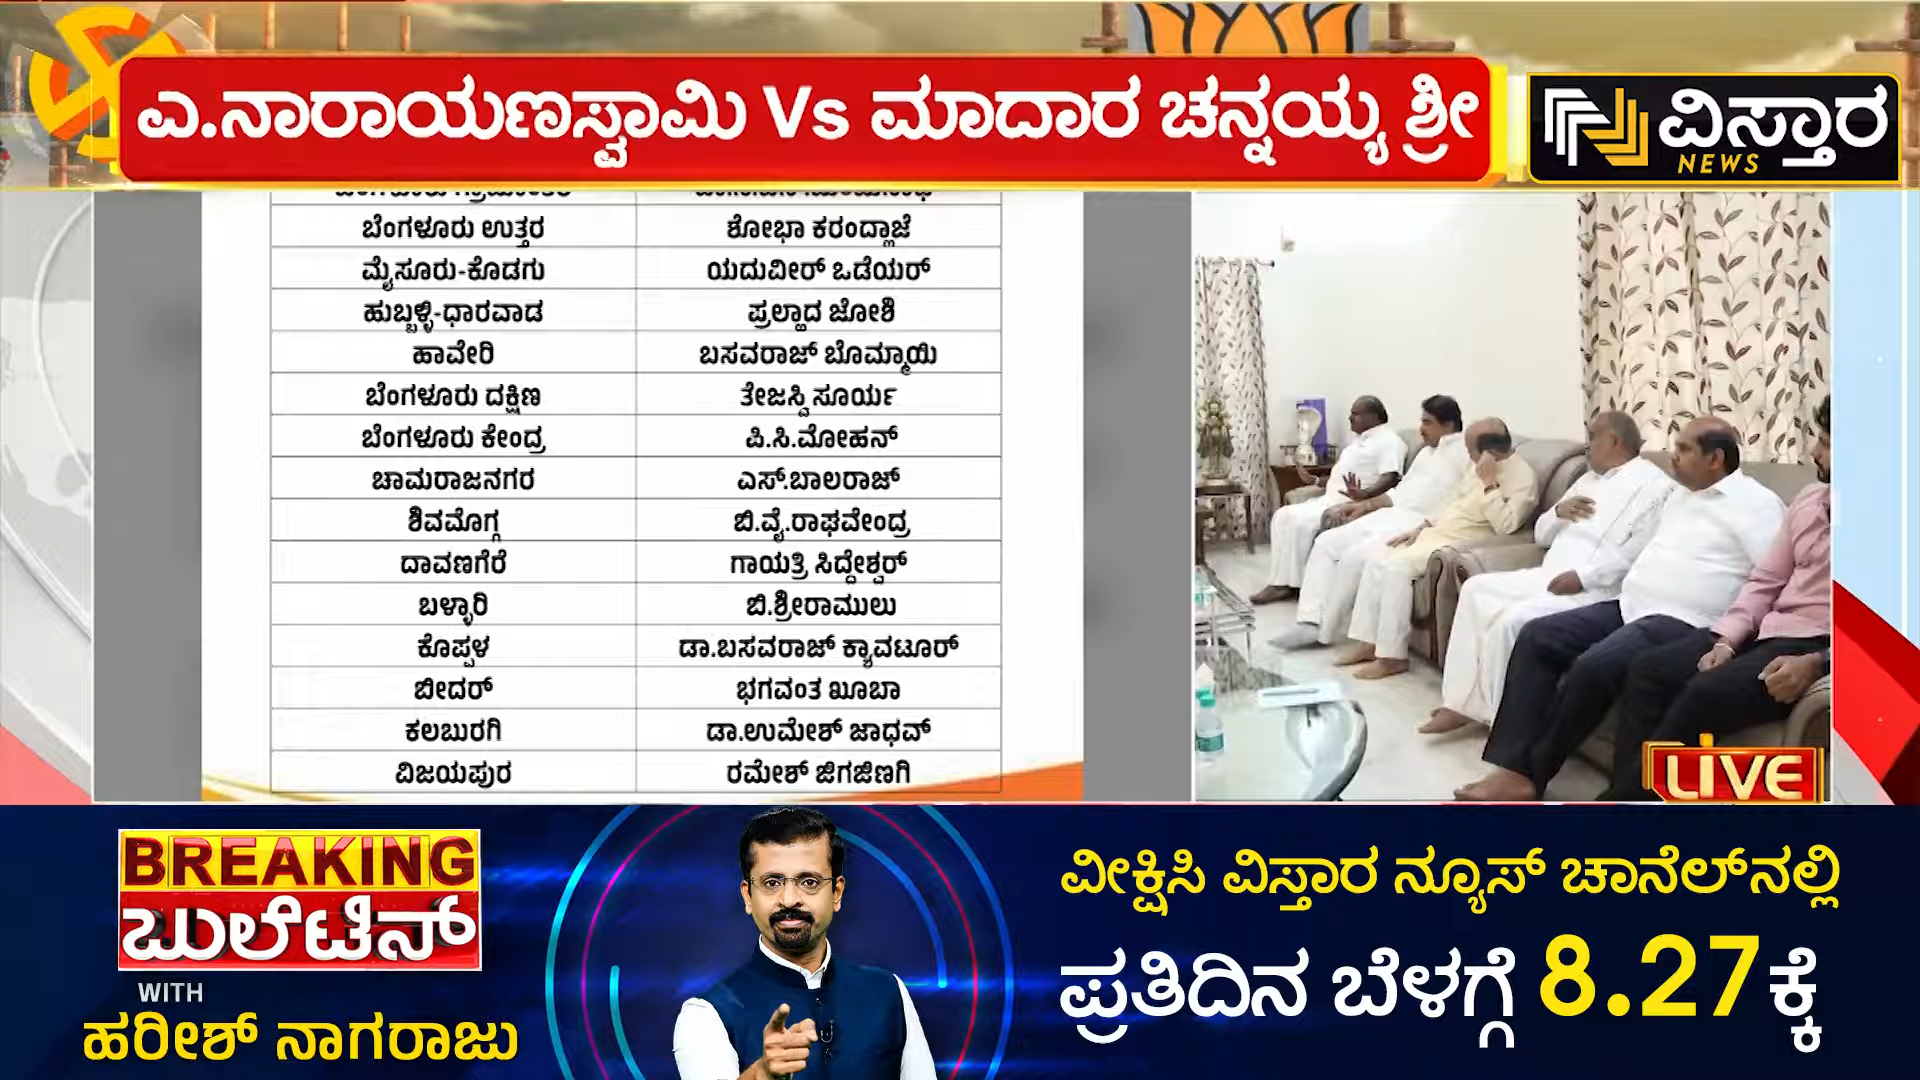 ಎ.ನಾರಾಯಣಸ್ವಾಮಿ Vs ಮಾದಾರ ಚನ್ನಯ್ಯ ಶ್ರೀ
ವಿಸ್ತಾರ
NEWS
ಬೆಂಗಳೂರು ಉತ್ತರ ಶೋಭಾ ಕರಂದ್ಲಾಜೆ
ಮೈಸೂರು-ಕೊಡಗು ಯದುವೀರ್ ಒಡೆಯರ್
ಹುಬ್ಬಳ್ಳಿ-ಧಾರವಾಡ ಪ್ರಲ್ಹಾದ ಜೋಶಿ
ಹಾವೇರಿ ಬಸವರಾಜ್ ಬೊಮ್ಮಾಯಿ
ಬೆಂಗಳೂರು ದಕ್ಷಿಣ ತೇಜಸ್ವಿ ಸೂರ್ಯ
ಬೆಂಗಳೂರು ಕೇಂದ್ರ ಪಿ.ಸಿ.ಮೋಹನ್
ಚಾಮರಾಜನಗರ ಎಸ್.ಬಾಲರಾಜ್
ಶಿವಮೊಗ್ಗ ಬಿ.ವೈ.ರಾಘವೇಂದ್ರ
ದಾವಣಗೆರೆ ಗಾಯತ್ರಿ ಸಿದ್ದೇಶ್ವರ್
ಬಳ್ಳಾರಿ ಬಿ.ಶ್ರೀರಾಮುಲು
ಕೊಪ್ಪಳ ಡಾ.ಬಸವರಾಜ್ ಕ್ಯಾವಟೂರ್
ಬೀದರ್ ಭಗವಂತ ಖೂಬಾ
ಕಲಬುರಗಿ ಡಾ.ಉಮೇಶ್ ಜಾಧವ್
ವಿಜಯಪುರ ರಮೇಶ್ ಜಿಗಜಿಣಗಿ
LIVE
BREAKING
ಬುಲೆಟಿನ್
WITH
ಹರೀಶ್ ನಾಗರಾಜು
ವೀಕ್ಷಿಸಿ ವಿಸ್ತಾರ ನ್ಯೂಸ್ ಚಾನೆಲ್‌ನಲ್ಲಿ
ಪ್ರತಿದಿನ ಬೆಳಗ್ಗೆ 8.27ಕ್ಕೆ